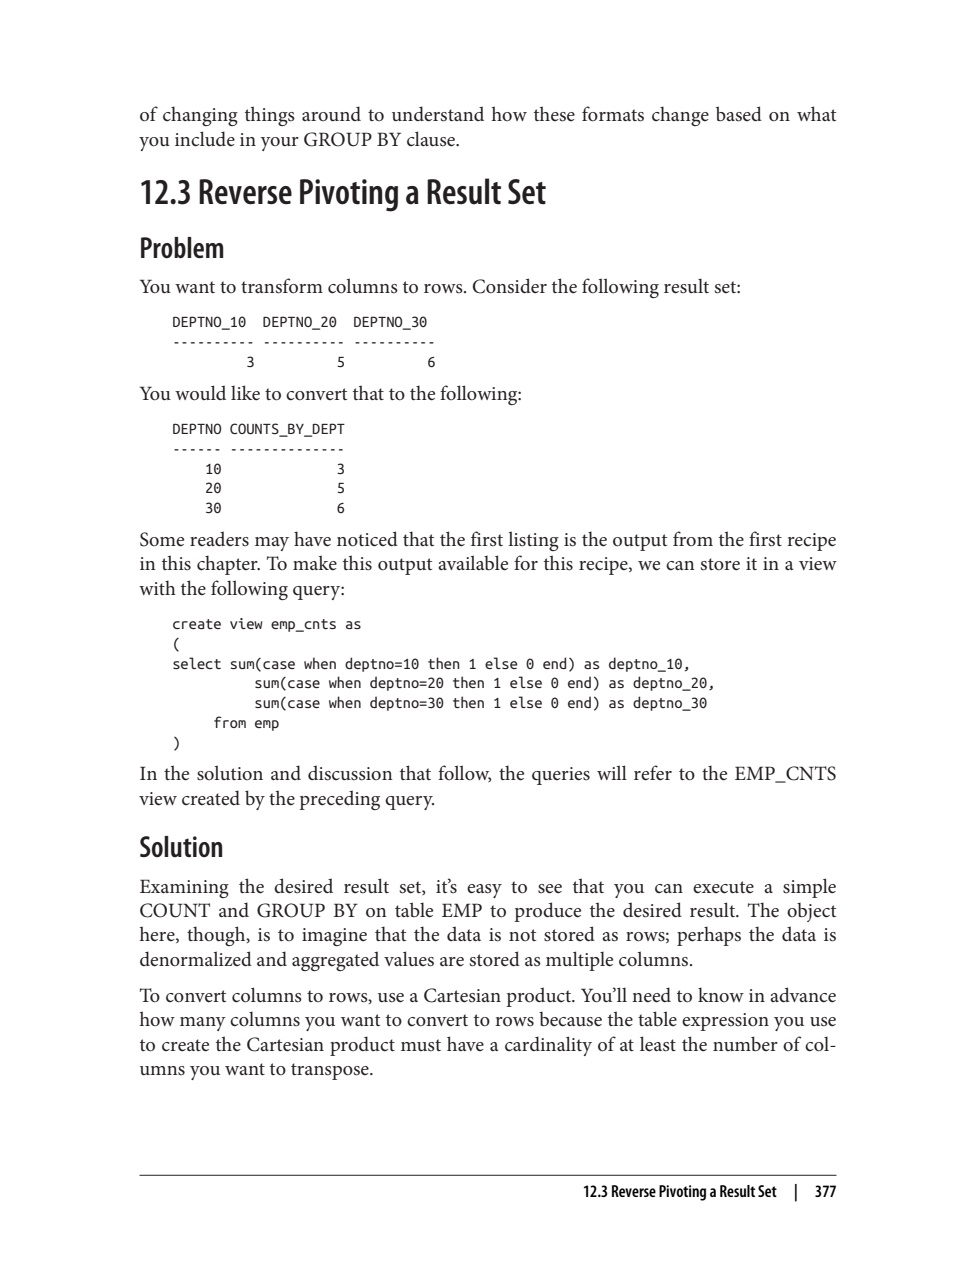 of changing things around to understand how these formats change based on what
you include in your GROUP BY clause.
12.3 Reverse Pivoting a Result Set
Problem
You want to transform columns to rows. Consider the following result set:
DEPTNO_10  DEPTNO_20  DEPTNO_30
---------- ---------- ----------
         3          5          6
You would like to convert that to the following:
DEPTNO COUNTS_BY_DEPT
------ --------------
    10              3
    20              5
    30              6
Some readers may have noticed that the first listing is the output from the first recipe
in this chapter. To make this output available for this recipe, we can store it in a view
with the following query:
create view emp_cnts as
(
select sum(case when deptno=10 then 1 else 0 end) as deptno_10,
          sum(case when deptno=20 then 1 else 0 end) as deptno_20,
          sum(case when deptno=30 then 1 else 0 end) as deptno_30
     from emp
)
In the solution and discussion that follow, the queries will refer to the EMP_CNTS
view created by the preceding query.
Solution
Examining the desired result set, it’s easy to see that you can execute a simple
COUNT and GROUP BY on table EMP to produce the desired result. The object
here, though, is to imagine that the data is not stored as rows; perhaps the data is
denormalized and aggregated values are stored as multiple columns.
To convert columns to rows, use a Cartesian product. You’ll need to know in advance
how many columns you want to convert to rows because the table expression you use
to create the Cartesian product must have a cardinality of at least the number of col-
umns you want to transpose.
12.3 Reverse Pivoting a Result Set | 377